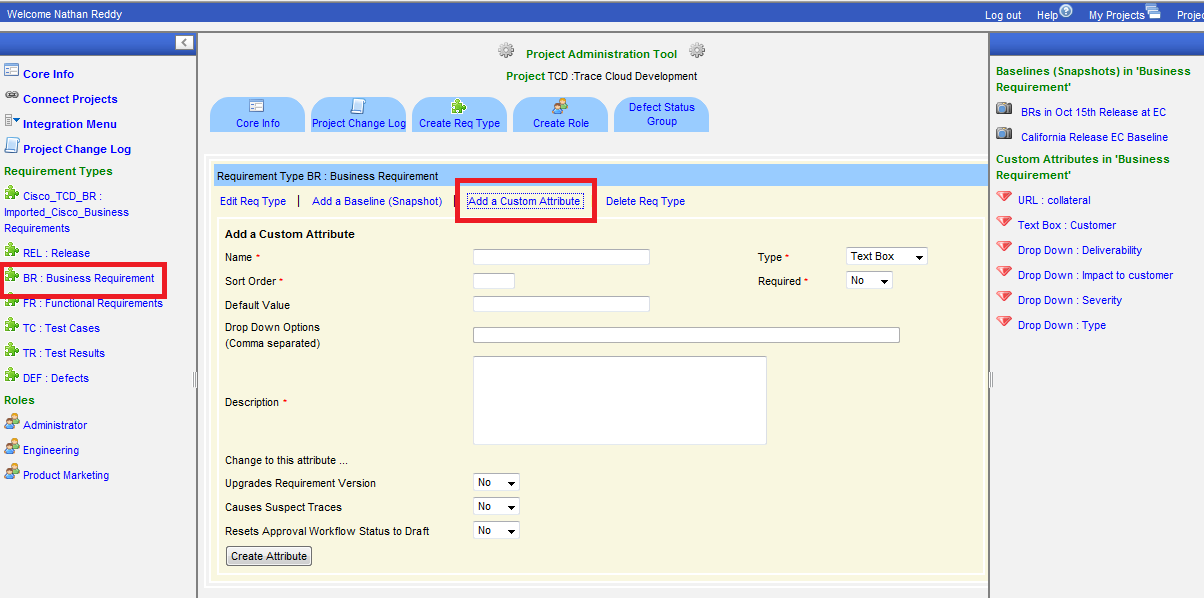 Welcome Nathan Reddy
Log out Help My Projects Projec
Core Info
Connect Projects
Integration Menu
Project Change Log
Requirement Types
Cisco_TCD_BR :
Imported_Cisco_Business
Requirements
REL : Release
BR : Business Requirement
FR : Functional Requirements
TC : Test Cases
TR : Test Results
DEF : Defects
Roles
Administrator
Engineering
Product Marketing
Project Administration Tool
Project TCD :Trace Cloud Development
Core Info
Project Change Log
Create Req Type
Create Role
Defect Status
Group
Requirement Type BR : Business Requirement
Edit Req Type | Add a Baseline (Snapshot) | Add a Custom Attribute Delete Req Type
Add a Custom Attribute
Name * Type * Text Box
Sort Order * Required * No
Default Value
Drop Down Options
(Comma separated)
Description *
Change to this attribute ...
Upgrades Requirement Version No
Causes Suspect Traces No
Resets Approval Workflow Status to Draft No
Create Attribute
Baselines (Snapshots) in 'Business
Requirement'
BRs in Oct 15th Release at EC
California Release EC Baseline
Custom Attributes in 'Business
Requirement'
URL : collateral
Text Box : Customer
Drop Down : Deliverability
Drop Down : Impact to customer
Drop Down : Severity
Drop Down : Type